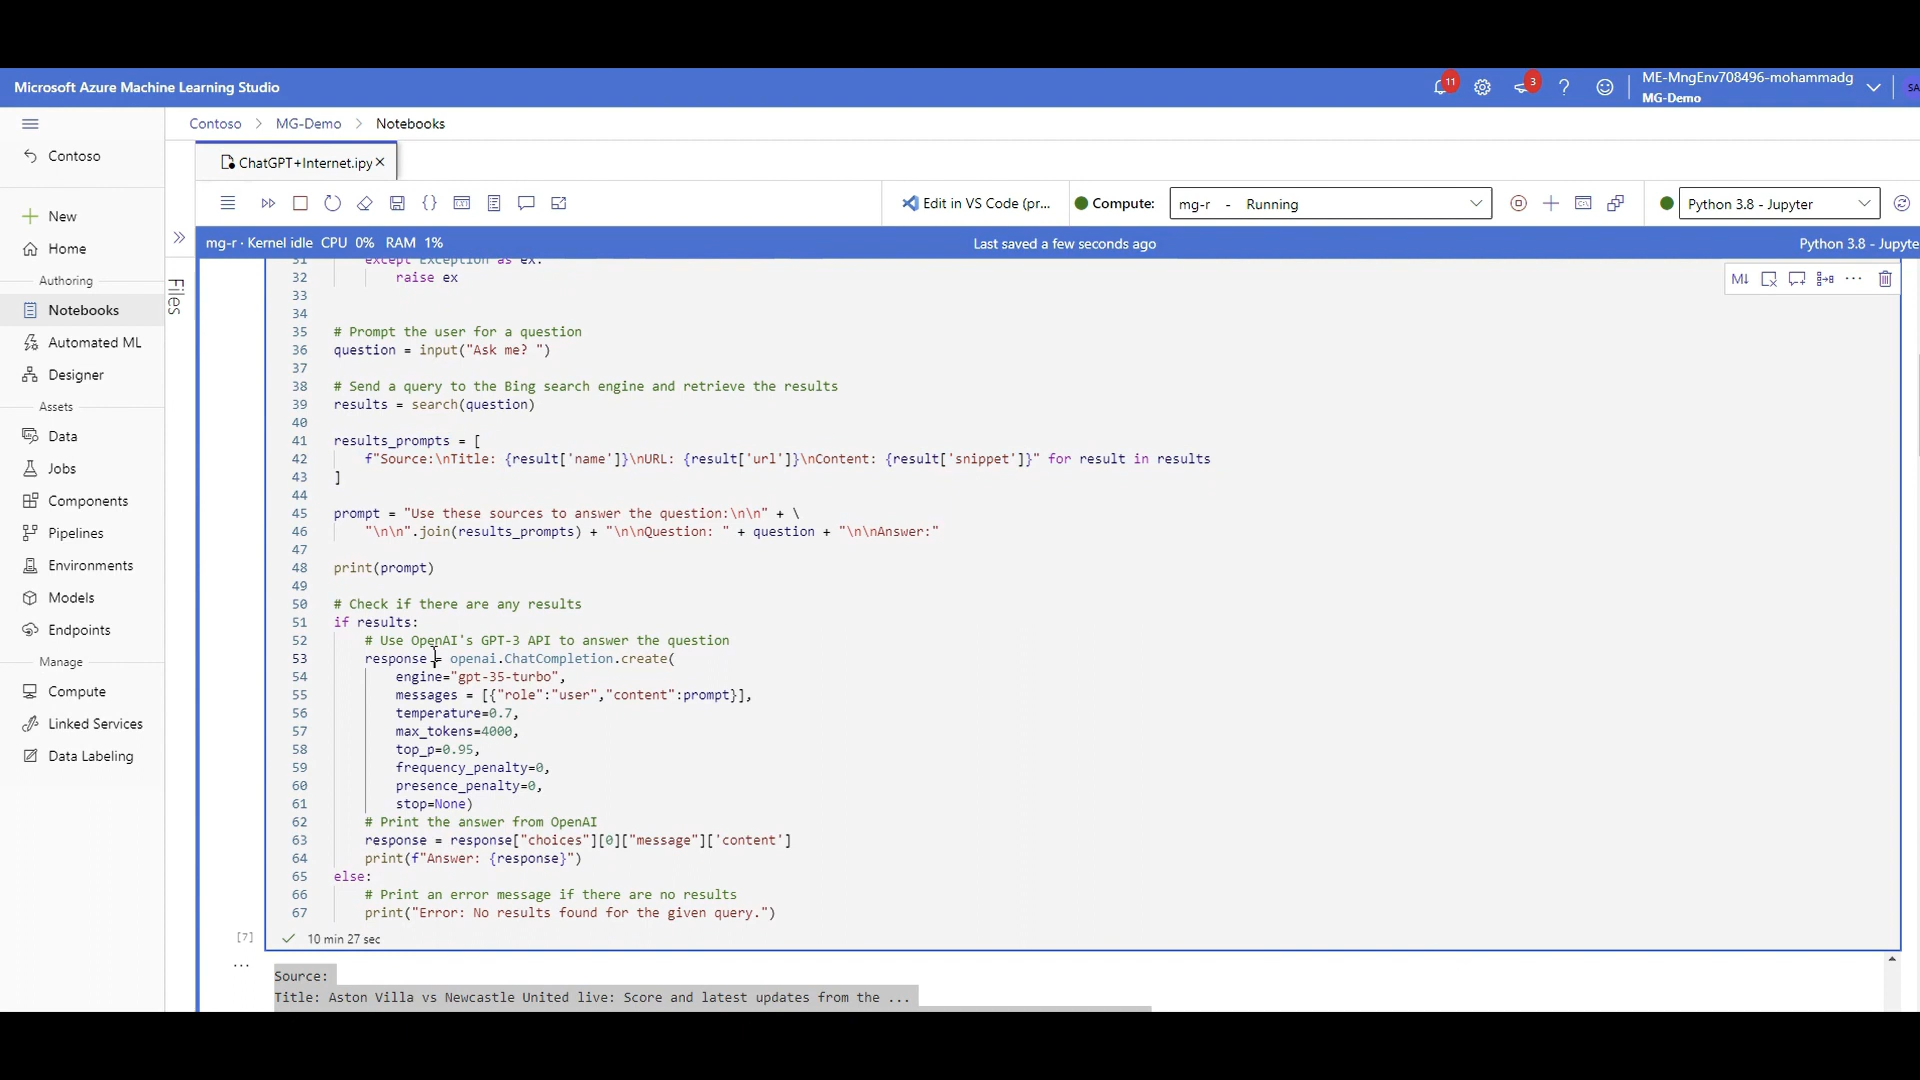 Microsoft Azure Machine Learning Studio
11
3
ME-MngEnv708496-mohammadg
MG-Demo
SA
Contoso > MG-Demo > Notebooks
Contoso
ChatGPT+Internet.ipy
New
Home
Authoring
Notebooks
Automated ML
Designer
Assets
Data
Jobs
Components
Pipelines
Environments
Models
Endpoints
Manage
Compute
Linked Services
Data Labeling
Files
Edit in VS Code (pr...
Compute:
mg-r - Running
Python 3.8 - Jupyter
mg-r · Kernel idle CPU 0% RAM 1%
Last saved a few seconds ago
Python 3.8 - Jupyte
31 except Exception as ex:
32 raise ex
33
34
35 # Prompt the user for a question
36 question = input("Ask me? ")
37
38 # Send a query to the Bing search engine and retrieve the results
39 results = search(question)
40
41 results_prompts = [
42 f"Source:\nTitle: {result['name']}\nURL: {result['url']}\nContent: {result['snippet']}" for result in results
43 ]
44
45 prompt = "Use these sources to answer the question:\n\n" + \
46 "\n\n".join(results_prompts) + "\n\nQuestion: " + question + "\n\nAnswer:"
47
48 print(prompt)
49
50 # Check if there are any results
51 if results:
52 # Use OpenAI's GPT-3 API to answer the question
53 response = openai.ChatCompletion.create(
54 engine="gpt-35-turbo",
55 messages = [{"role":"user","content":prompt}],
56 temperature=0.7,
57 max_tokens=4000,
58 top_p=0.95,
59 frequency_penalty=0,
60 presence_penalty=0,
61 stop=None)
62 # Print the answer from OpenAI
63 response = response["choices"][0]["message"]['content']
64 print(f"Answer: {response}")
65 else:
66 # Print an error message if there are no results
67 print("Error: No results found for the given query.")
[7]
10 min 27 sec
Source:
Title: Aston Villa vs Newcastle United live: Score and latest updates from the ...
M↓